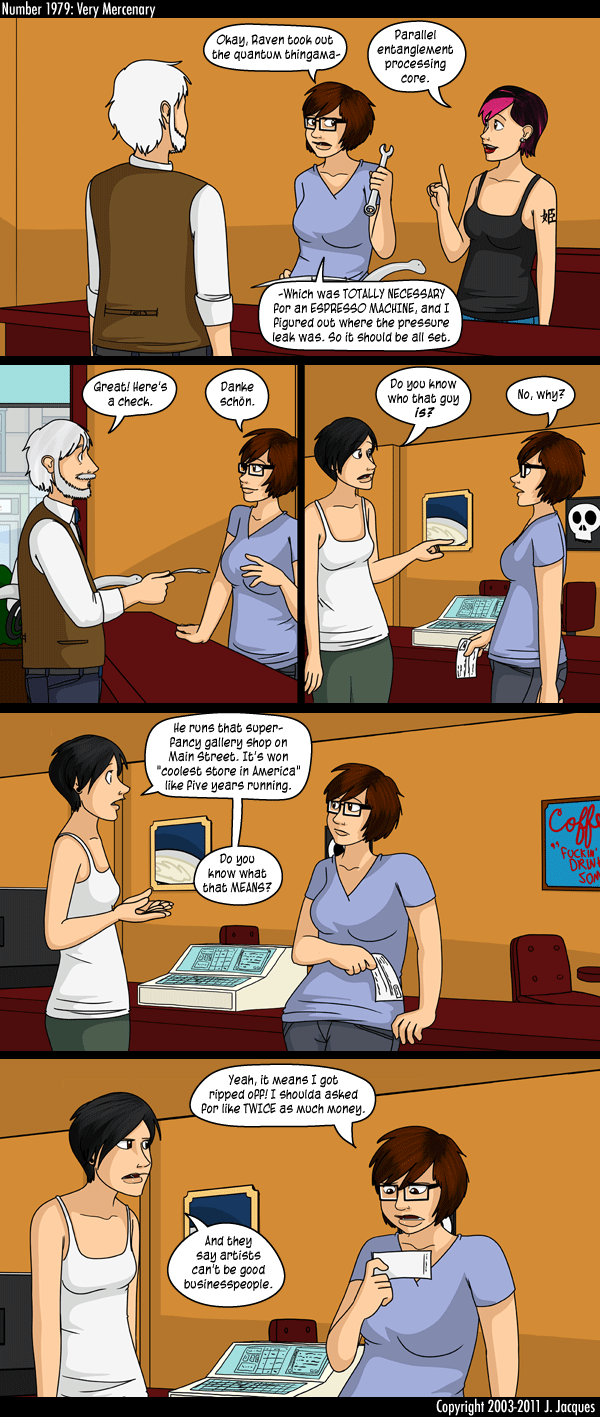 Number 1979: Very Mercenary
Okay, Raven took out
the quantum thingama-
Parallel
entanglement
processing
core.
姫
-Which was TOTALLY NECESSARY
for an ESPRESSO MACHINE, and I
figured out where the pressure
leak was. So it should be all set.
Great! Here's
a check.
Danke
schön.
Do you know
who that guy
is?
No, why?
He runs that super-
fancy gallery shop on
Main Street. It's won
"coolest store in America"
like five years running.
Do you
know what
that MEANS?
Coffe
"FUCKIN'
DRIN
SOM
Yeah, it means I got
ripped off! I shoulda asked
for like TWICE as much money.
And they
say artists
can't be good
businesspeople.
Copyright 2003-2011 J. Jacques